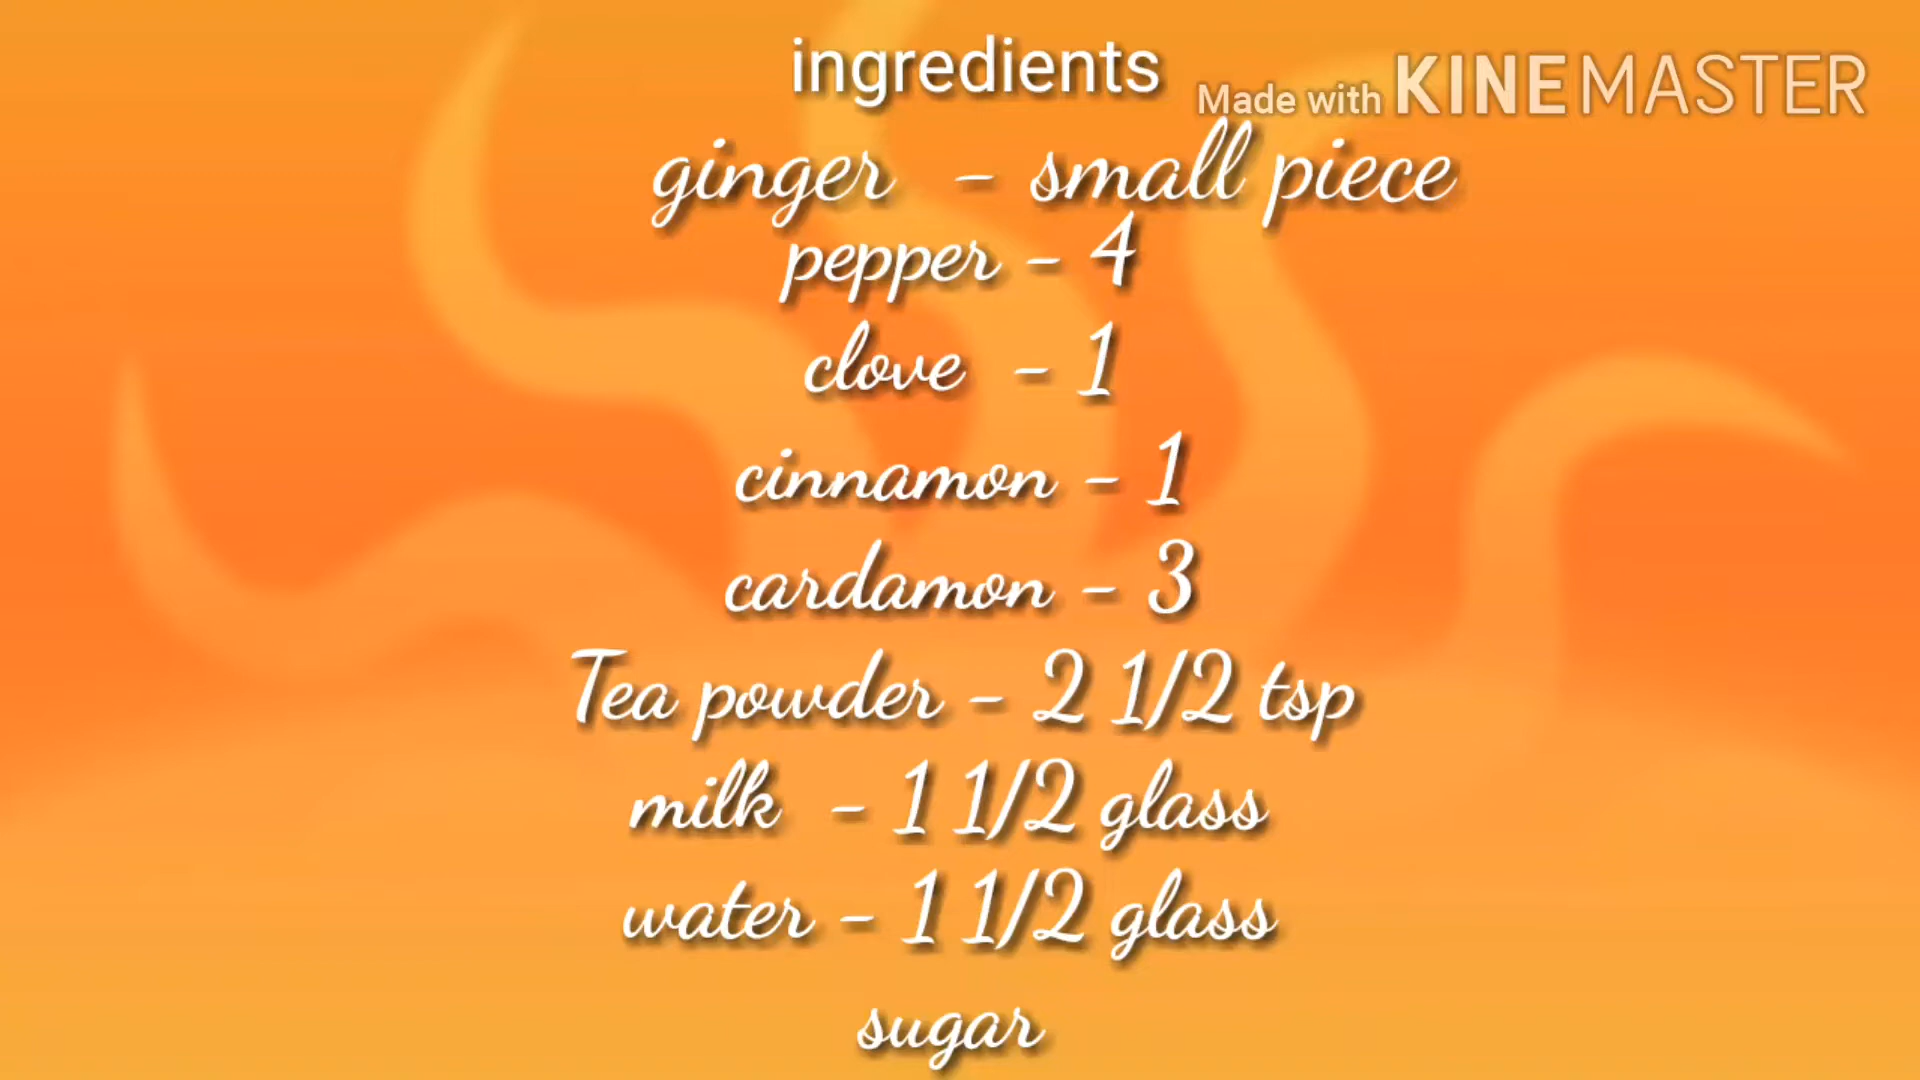 ingredients
Made with KINEMASTER
ginger - small piece
pepper - 4
clove - 1
cinnamon - 1
cardamon - 3
Tea powder - 2 1/2 tsp
milk - 1 1/2 glass
water - 1 1/2 glass
sugar